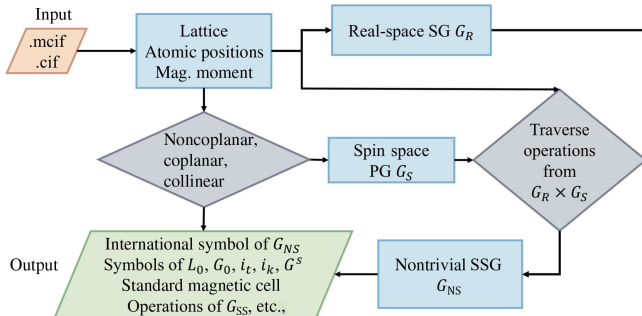 Input
.mcif
.cif
Lattice
Atomic positions
Mag. moment
Real-space SG G_R
Noncoplanar,
coplanar,
collinear
Spin space
PG G_S
Traverse
operations
from
G_R × G_S
Output
International symbol of G_NS
Symbols of L_0, G_0, i_t, i_k, G^s
Standard magnetic cell
Operations of G_SS, etc.,
Nontrivial SSG
G_NS